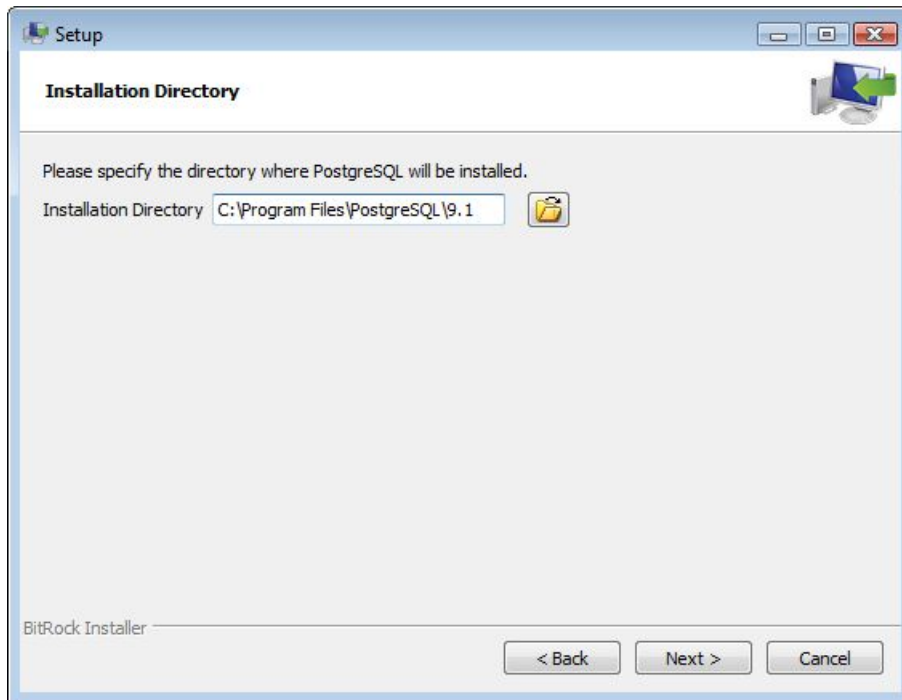 Setup
Installation Directory
Please specify the directory where PostgreSQL will be installed.
Installation Directory C:\Program Files\PostgreSQL\9.1
BitRock Installer
< Back Next > Cancel